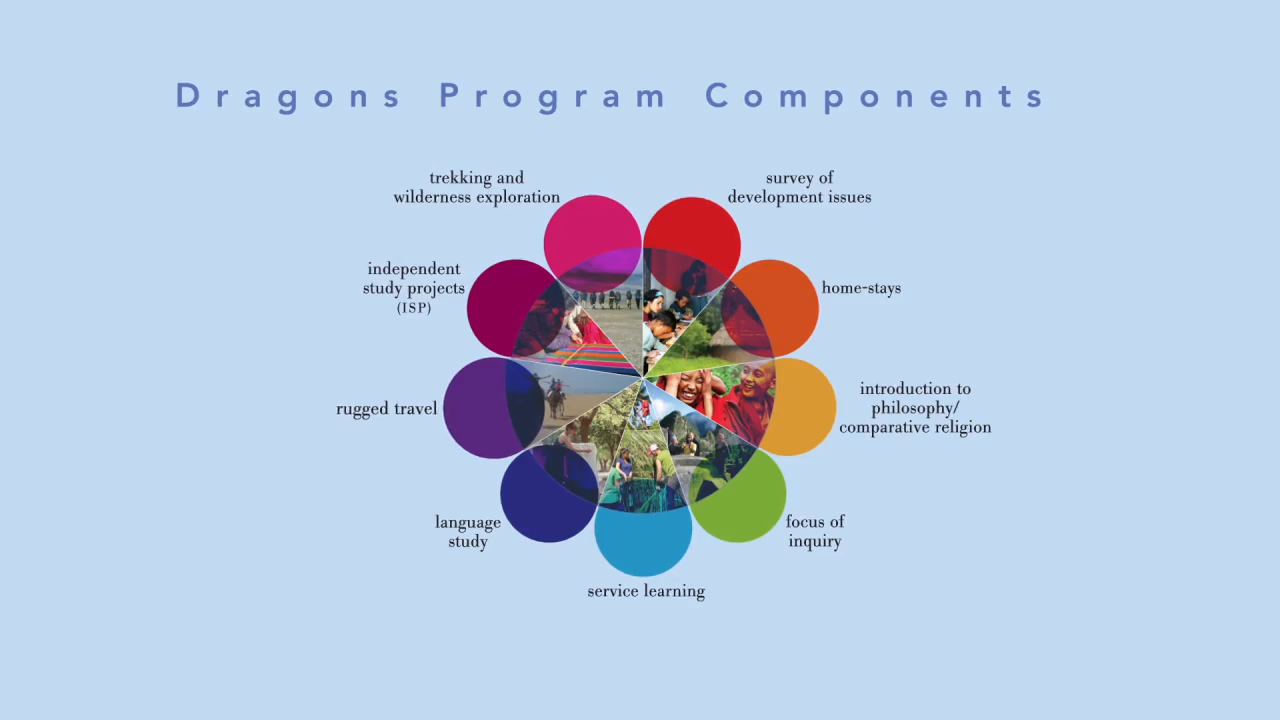 Dragons Program Components
trekking and
wilderness exploration
survey of
development issues
independent
study projects
(ISP)
home-stays
rugged travel
introduction to
philosophy/
comparative religion
language
study
focus of
inquiry
service learning